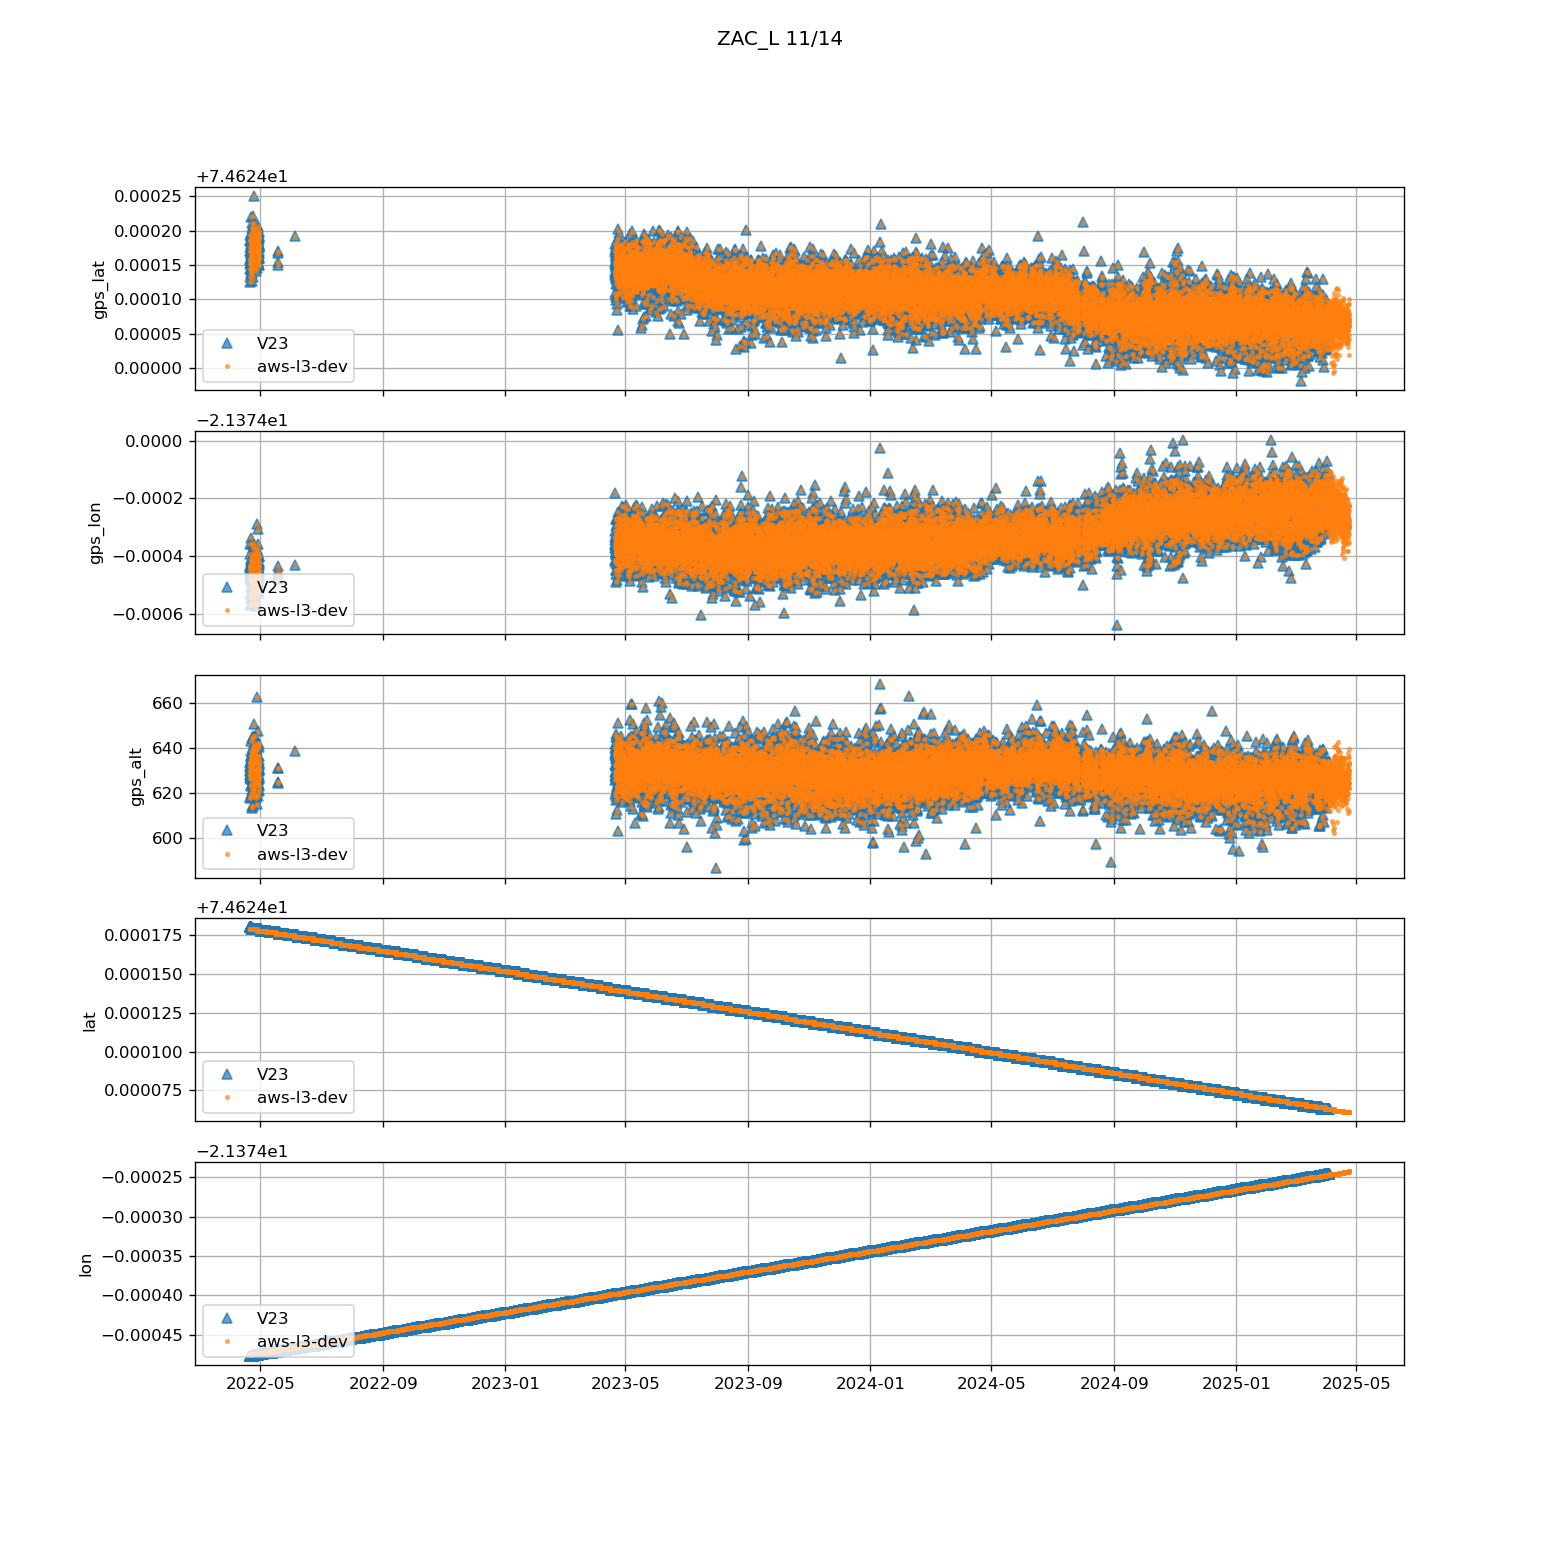 ZAC_L 11/14
+7.4624e1
0.00025
0.00020
0.00015
0.00010
0.00005
0.00000
gps_lat
V23
aws-l3-dev
−2.1374e1
0.0000
−0.0002
−0.0004
−0.0006
gps_lon
V23
aws-l3-dev
660
640
620
600
gps_alt
V23
aws-l3-dev
+7.4624e1
0.000175
0.000150
0.000125
0.000100
0.000075
lat
V23
aws-l3-dev
−2.1374e1
−0.00025
−0.00030
−0.00035
−0.00040
−0.00045
lon
V23
aws-l3-dev
2022-05 2022-09 2023-01 2023-05 2023-09 2024-01 2024-05 2024-09 2025-01 2025-05